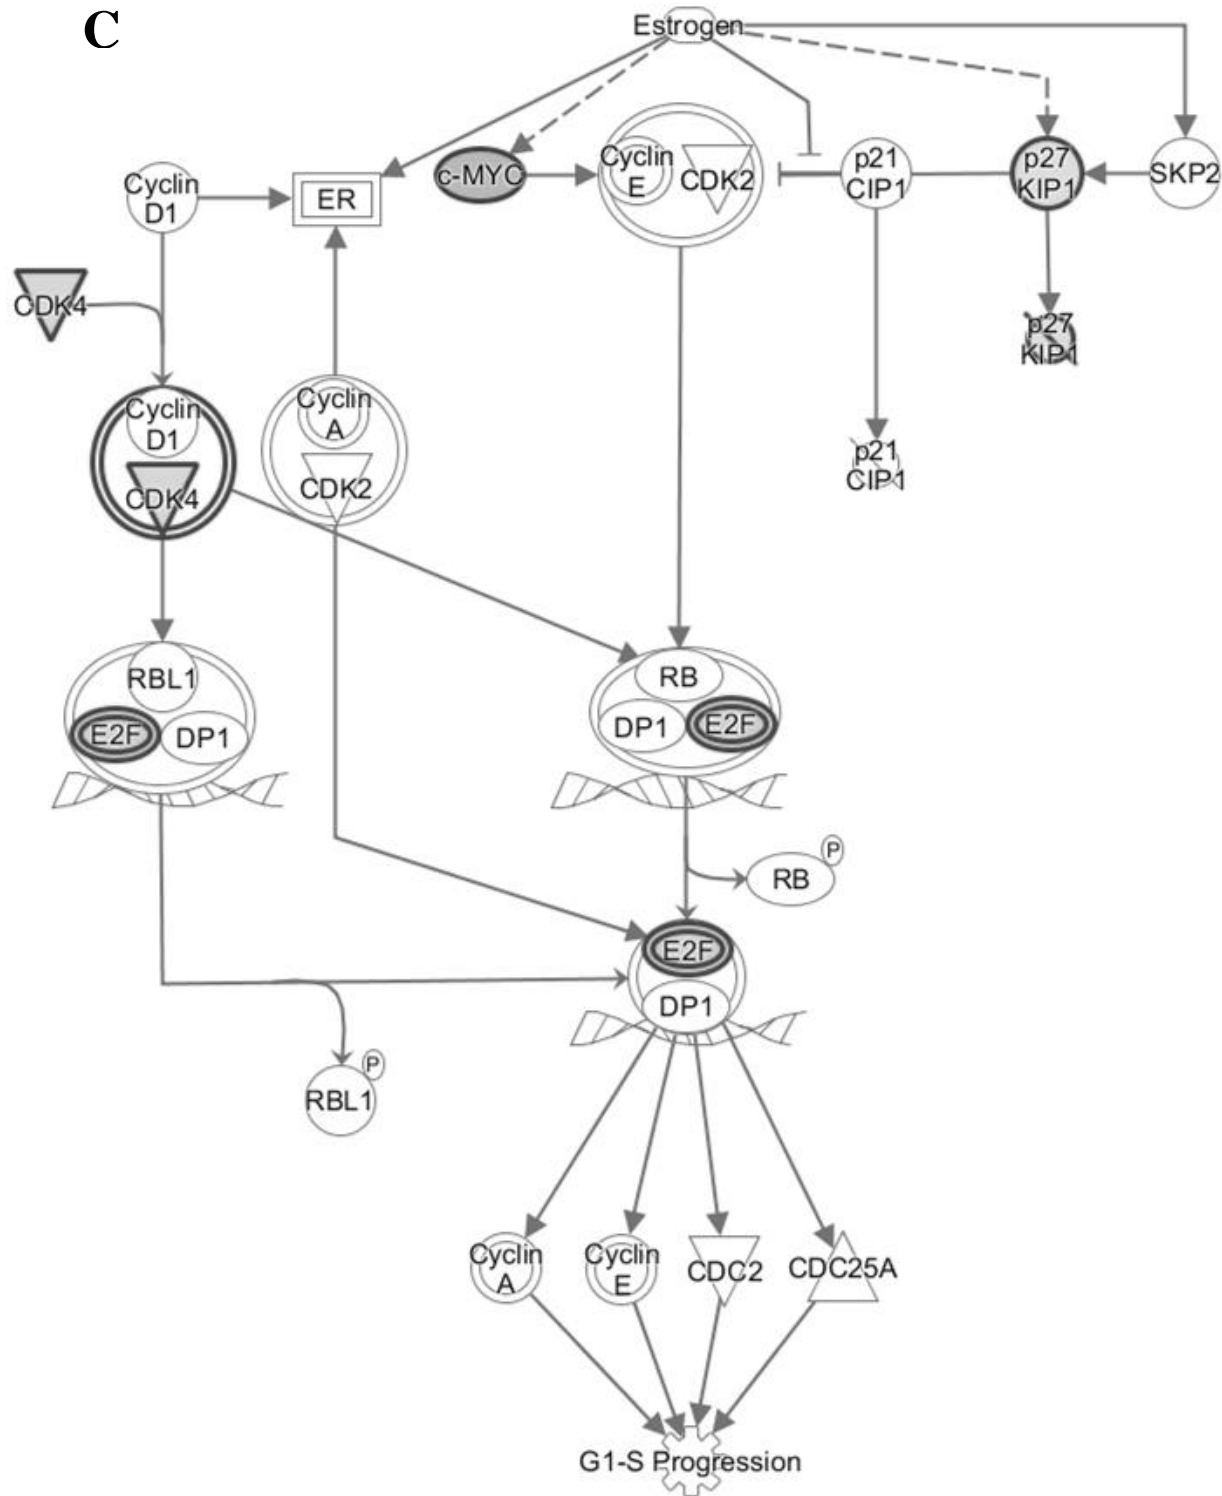 C
Estrogen
Cyclin
D1
ER
c-MYC
Cyclin
E
CDK2
p21
CIP1
p27
KIP1
SKP2
CDK4
p27
KIP1
Cyclin
D1
CDK4
Cyclin
A
CDK2
p21
CIP1
RBL1
E2F
DP1
RB
DP1
E2F
RB
P
E2F
DP1
RBL1
P
Cyclin
A
Cyclin
E
CDC2
CDC25A
G1-S Progression